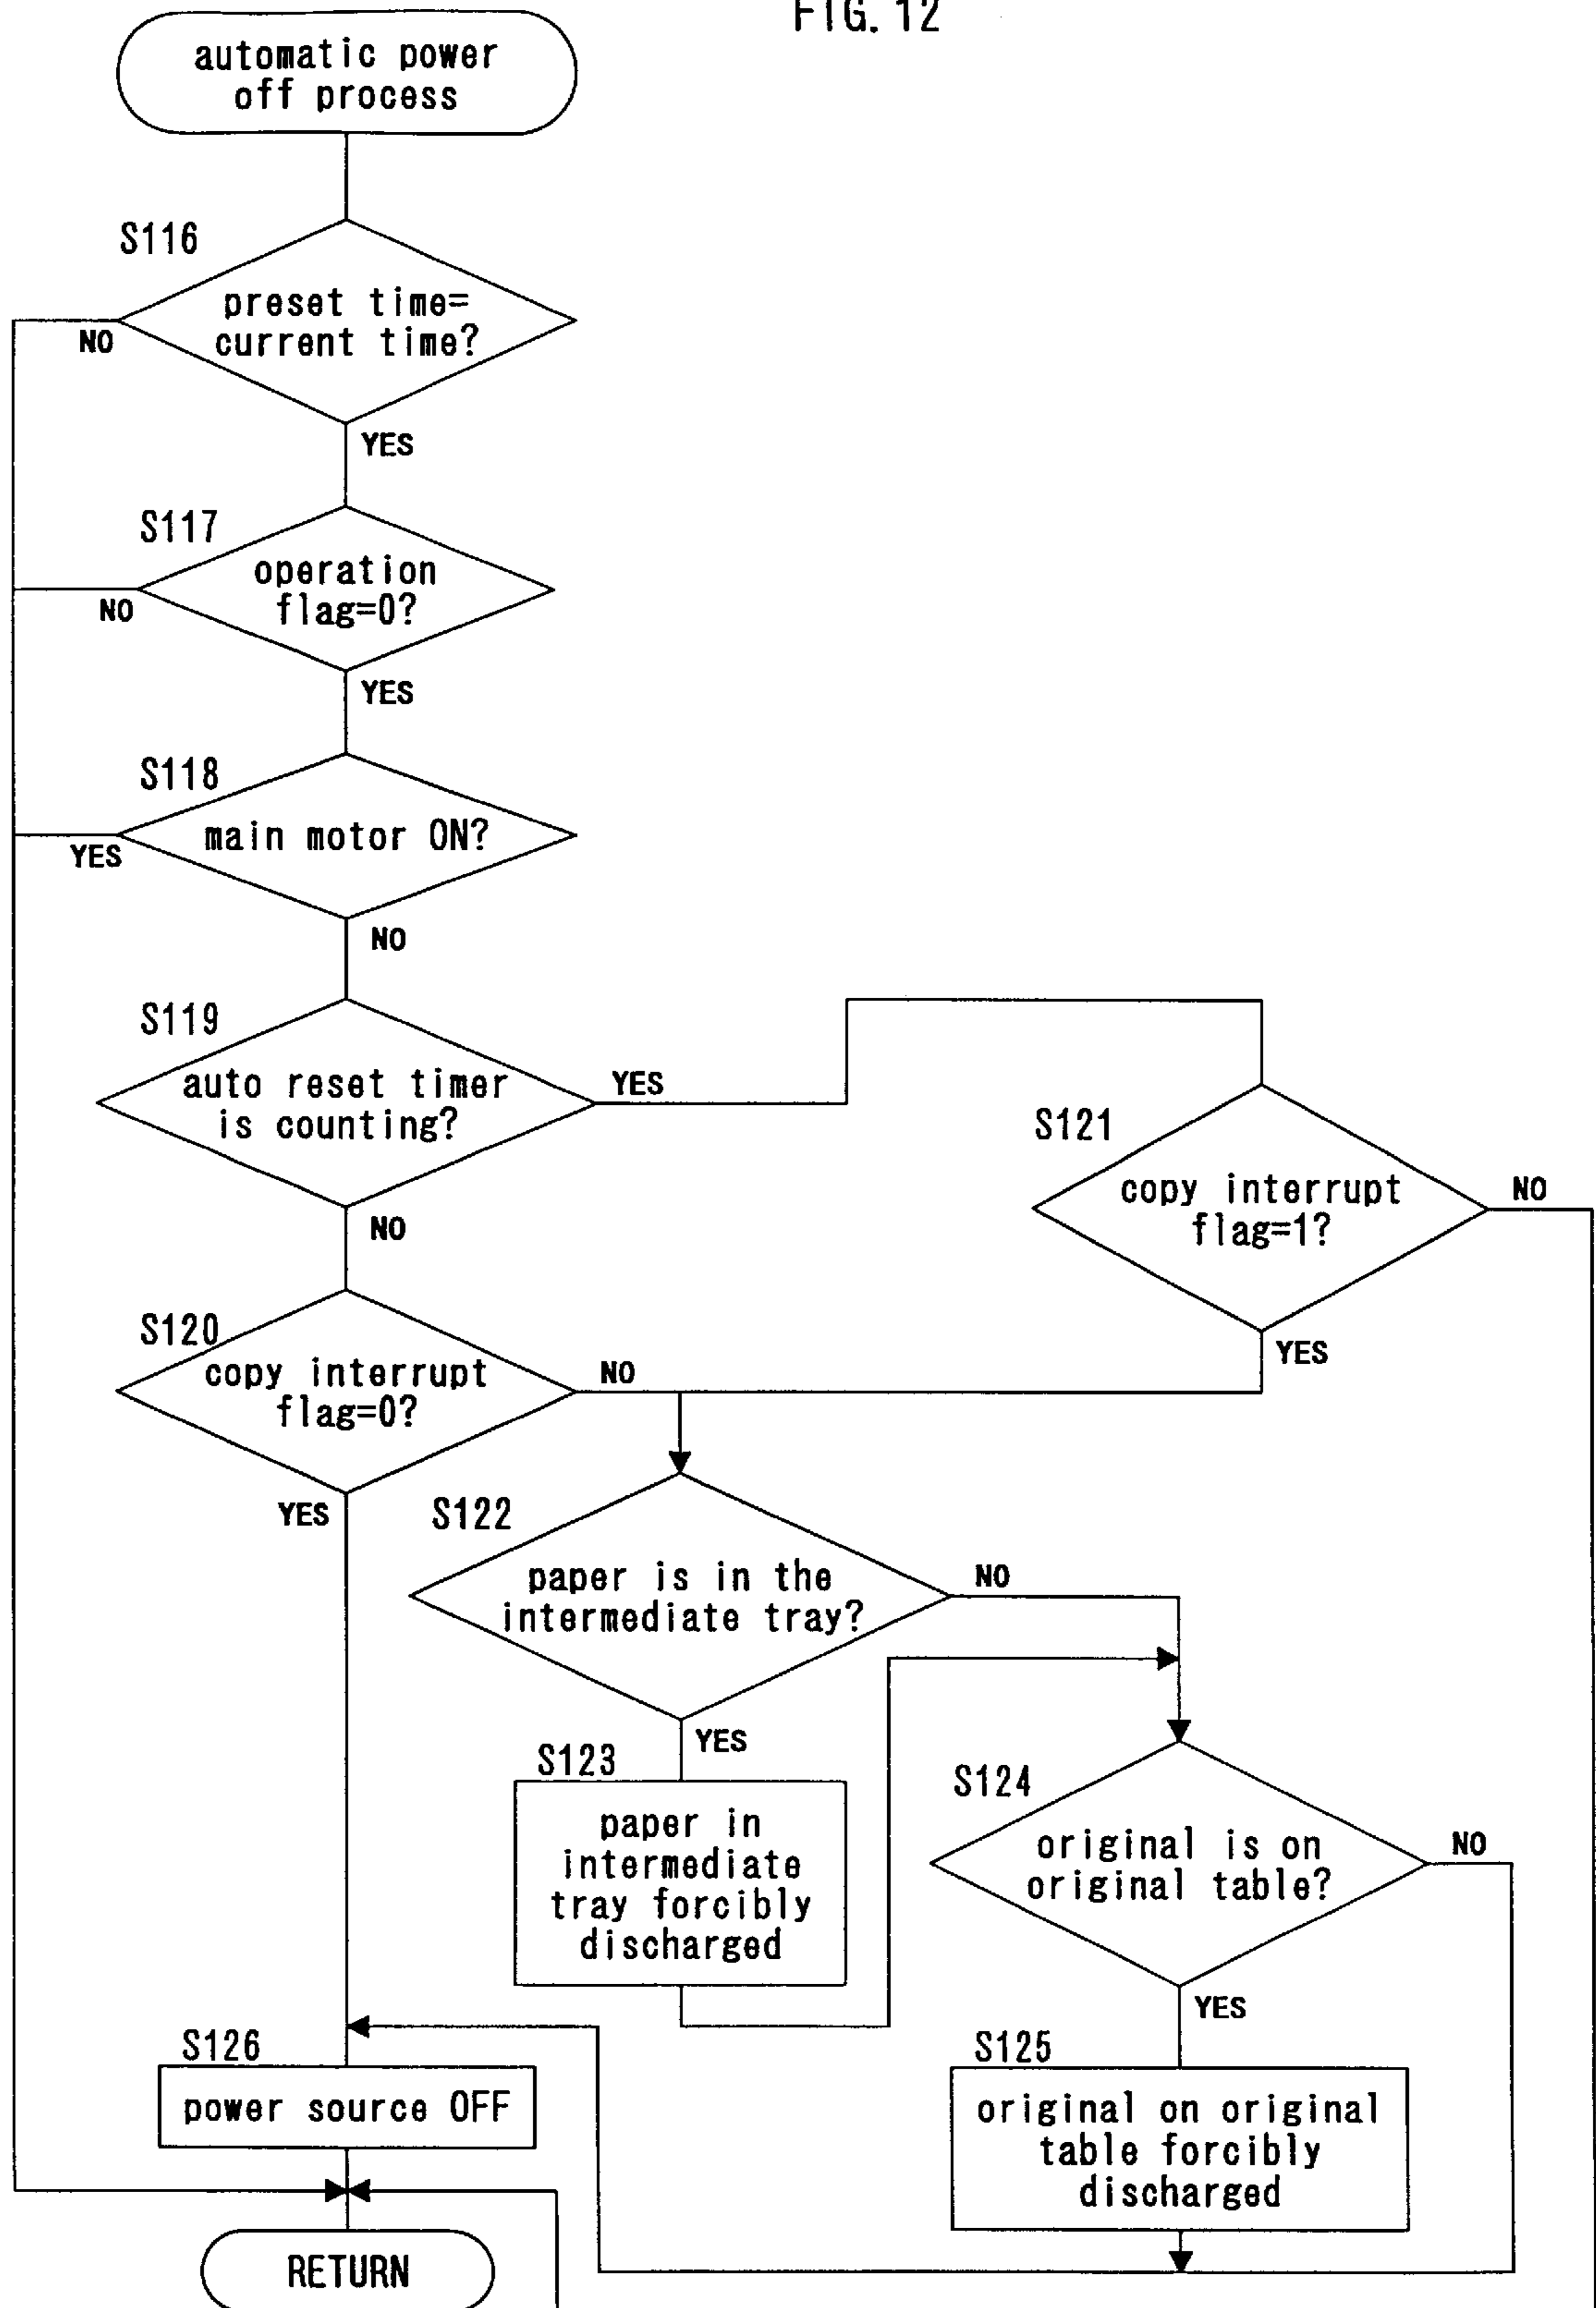 FIG. 12
automatic power
off process
S116
preset time=
current time?
NO
YES
S117
operation
flag=0?
NO
YES
S118
main motor ON?
YES
NO
S119
auto reset timer
is counting?
YES
NO
S121
copy interrupt
flag=1?
NO
YES
S120
copy interrupt
flag=0?
NO
YES
S122
paper is in the
intermediate tray?
NO
YES
S123
paper in
intermediate
tray forcibly
discharged
S124
original is on
original table?
NO
YES
S125
original on original
table forcibly
discharged
S126
power source OFF
RETURN